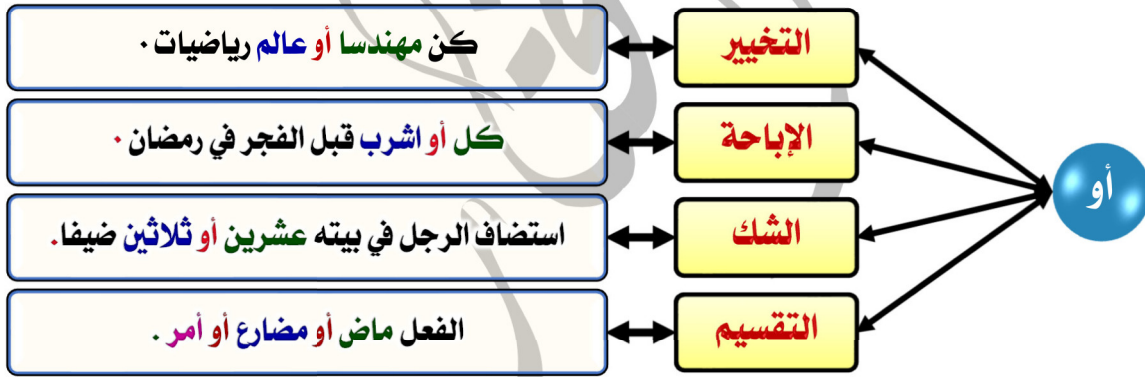 أو
التخيير
كن مهندسا أو عالم رياضيات .
الإباحة
كل أو اشرب قبل الفجر في رمضان .
الشك
استضاف الرجل في بيته عشرين أو ثلاثين ضيفا.
التقسيم
الفعل ماض أو مضارع أو أمر .